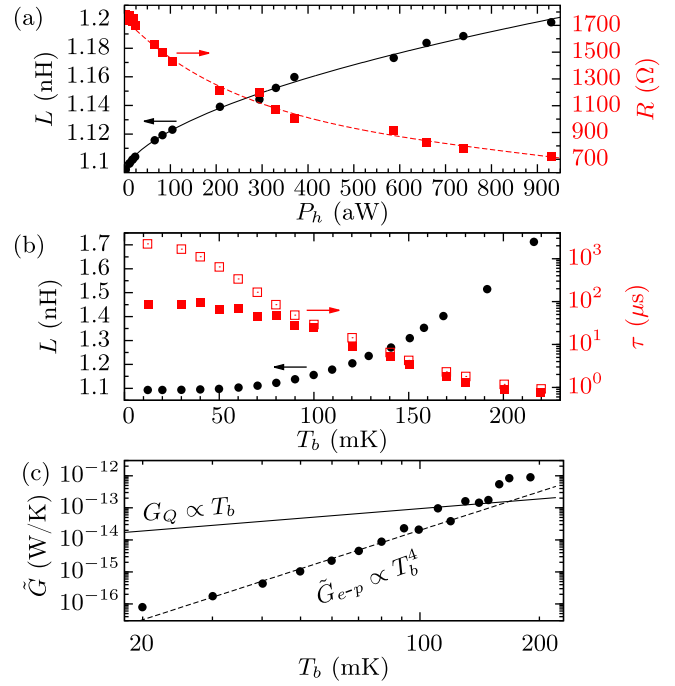 (a)
1.2
1.18
1.16
1.14
1.12
1.1
L (nH)
1700
1500
1300
1100
900
700
R (Ω)
0 100 200 300 400 500 600 700 800 900
P_h (aW)
(b)
1.7
1.6
1.5
1.4
1.3
1.2
1.1
L (nH)
10^3
10^2
10^1
10^0
τ (μs)
0 50 100 150 200
T_b (mK)
(c)
10^−12
10^−13
10^−14
10^−15
10^−16
G̃ (W/K)
G_Q ∝ T_b
G̃_{e-p} ∝ T_b^4
20 100 200
T_b (mK)